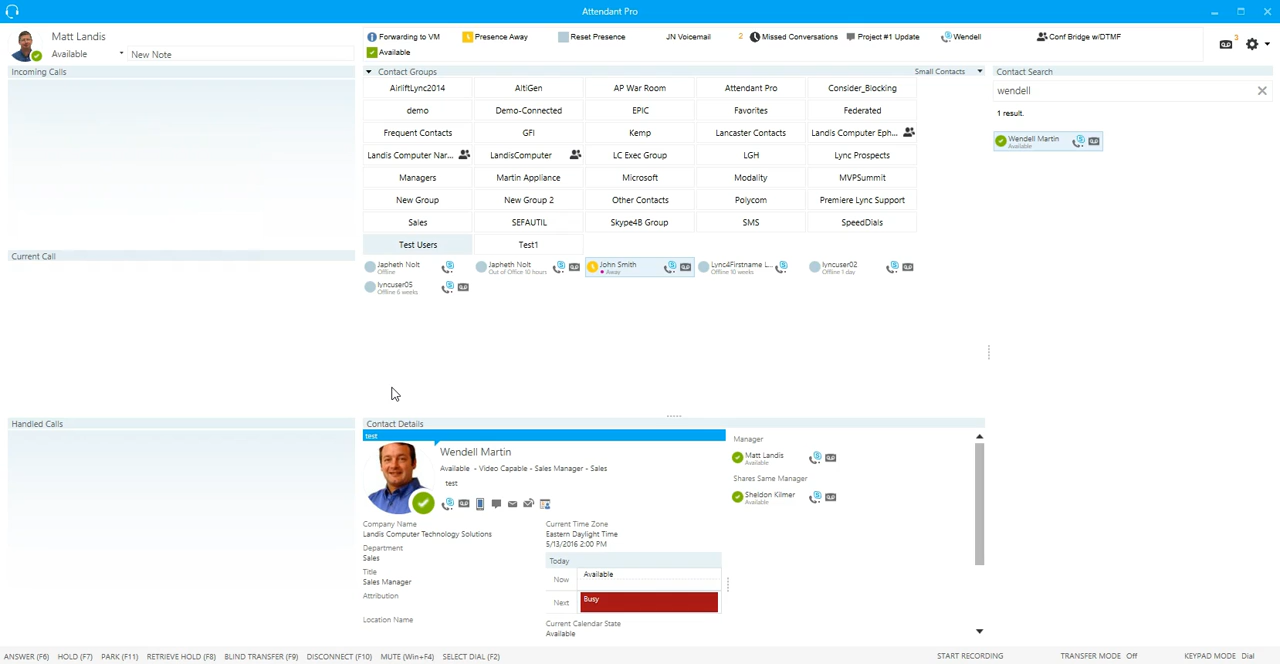 Attendant Pro
Matt Landis
Available
New Note
Forwarding to VM
Presence Away
Reset Presence
JN Voicemail
2
Missed Conversations
Project #1 Update
Wendell
Conf Bridge w/DTMF
Available
3
Incoming Calls
Current Call
Handled Calls
Contact Groups
Small Contacts
AirliftLync2014
AltiGen
AP War Room
Attendant Pro
Consider_Blocking
demo
Demo-Connected
EPIC
Favorites
Federated
Frequent Contacts
GFI
Kemp
Lancaster Contacts
Landis Computer Eph...
Landis Computer Nar...
LandisComputer
LC Exec Group
LGH
Lync Prospects
Managers
Martin Appliance
Microsoft
Modality
MVPSummit
New Group
New Group 2
Other Contacts
Polycom
Premiere Lync Support
Sales
SEFAUTIL
Skype4B Group
SMS
SpeedDials
Test Users
Test1
Japheth Nolt
Offline
Japheth Nolt
Out of Office 10 hours
John Smith
Away
Lync4Firstname L...
Offline 10 weeks
lyncuser02
Offline 1 day
lyncuser05
Offline 6 weeks
Contact Search
wendell
1 result.
Wendell Martin
Available
Contact Details
test
Wendell Martin
Available - Video Capable - Sales Manager - Sales
test
Company Name
Landis Computer Technology Solutions
Department
Sales
Title
Sales Manager
Attribution
Location Name
Current Time Zone
Eastern Daylight Time
5/13/2016 2:00 PM
Today
Now
Available
Next
Busy
Current Calendar State
Available
Manager
Matt Landis
Available
Shares Same Manager
Sheldon Kilmer
Available
ANSWER (F6)
HOLD (F7)
PARK (F11)
RETRIEVE HOLD (F8)
BLIND TRANSFER (F9)
DISCONNECT (F10)
MUTE (Win+F4)
SELECT DIAL (F2)
START RECORDING
TRANSFER MODE Off
KEYPAD MODE Dial